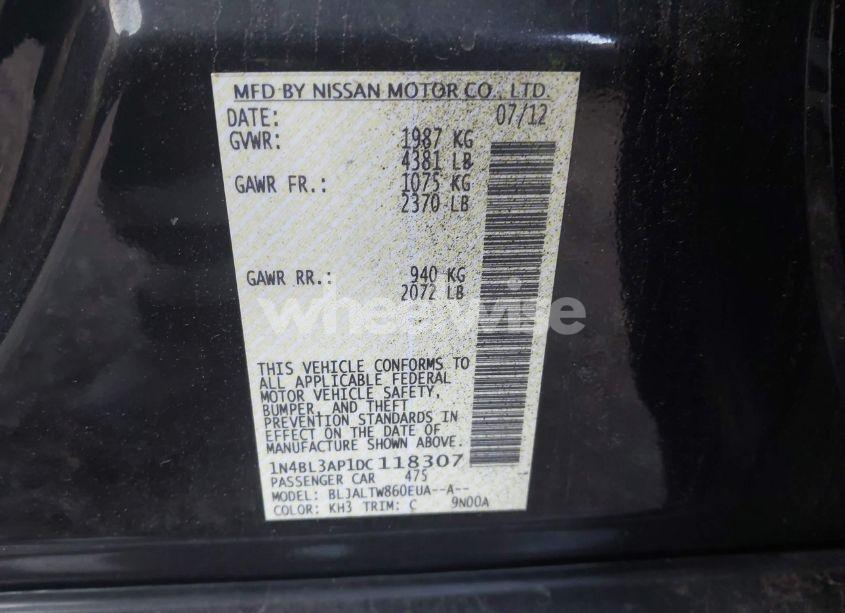 MFD BY NISSAN MOTOR CO., LTD.
DATE: 07/12
GVWR: 1987 KG
4381 LB
GAWR FR.: 1075 KG
2370 LB
GAWR RR.: 940 KG
2072 LB
wheelwise
THIS VEHICLE CONFORMS TO
ALL APPLICABLE FEDERAL
MOTOR VEHICLE SAFETY,
BUMPER, AND THEFT
PREVENTION STANDARDS IN
EFFECT ON THE DATE OF
MANUFACTURE SHOWN ABOVE.
1N4BL3AP1DC118307
PASSENGER CAR 475
MODEL: BLJALTW860EUA--A--
COLOR: KH3 TRIM: C 9N00A